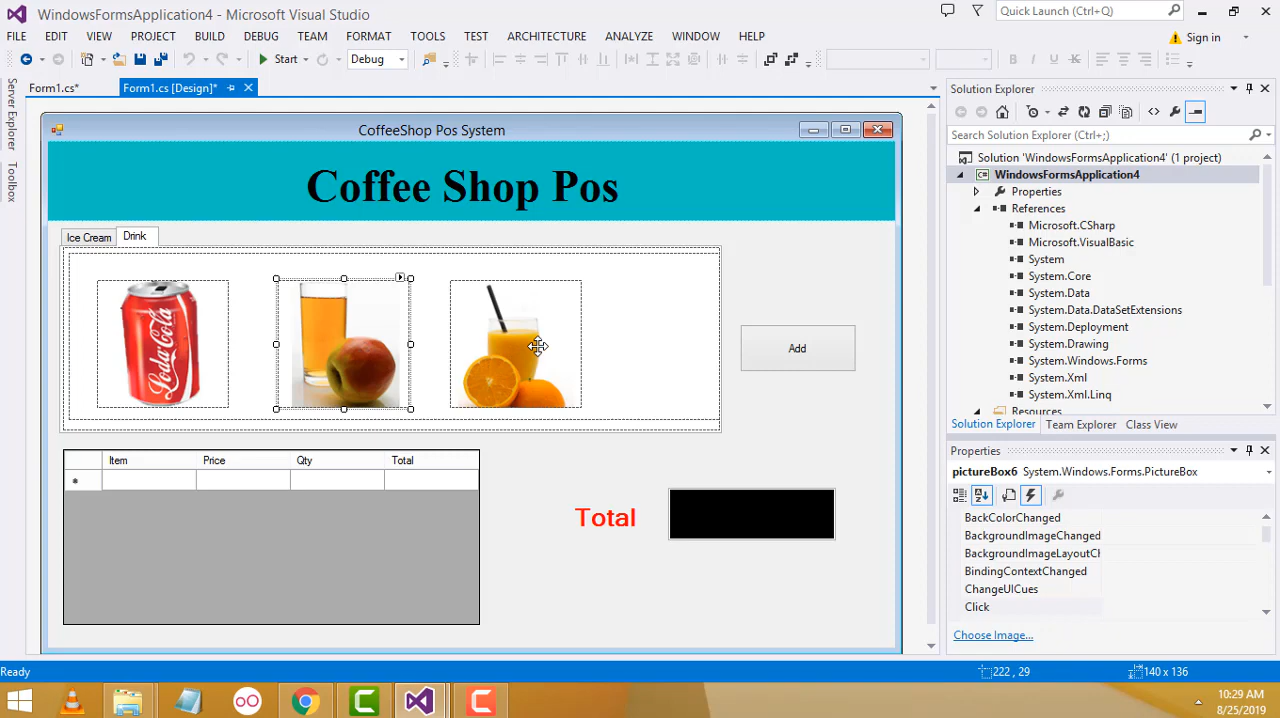 WindowsFormsApplication4 - Microsoft Visual Studio
Quick Launch (Ctrl+Q)
FILE EDIT VIEW PROJECT BUILD DEBUG TEAM FORMAT TOOLS TEST ARCHITECTURE ANALYZE WINDOW HELP
Sign in
Start Debug
Form1.cs* Form1.cs [Design]*
Server Explorer
Toolbox
CoffeeShop Pos System
Coffee Shop Pos
Ice Cream Drink
Loda Cola
Add
Item Price Qty Total
Total
Solution Explorer
Search Solution Explorer (Ctrl+;)
Solution 'WindowsFormsApplication4' (1 project)
WindowsFormsApplication4
Properties
References
Microsoft.CSharp
Microsoft.VisualBasic
System
System.Core
System.Data
System.Data.DataSetExtensions
System.Deployment
System.Drawing
System.Windows.Forms
System.Xml
System.Xml.Linq
Resources
Solution Explorer Team Explorer Class View
Properties
pictureBox6 System.Windows.Forms.PictureBox
BackColorChanged
BackgroundImageChanged
BackgroundImageLayoutCh
BindingContextChanged
ChangeUICues
Click
Choose Image...
Ready
222 , 29
140 x 136
10:29 AM
8/25/2019